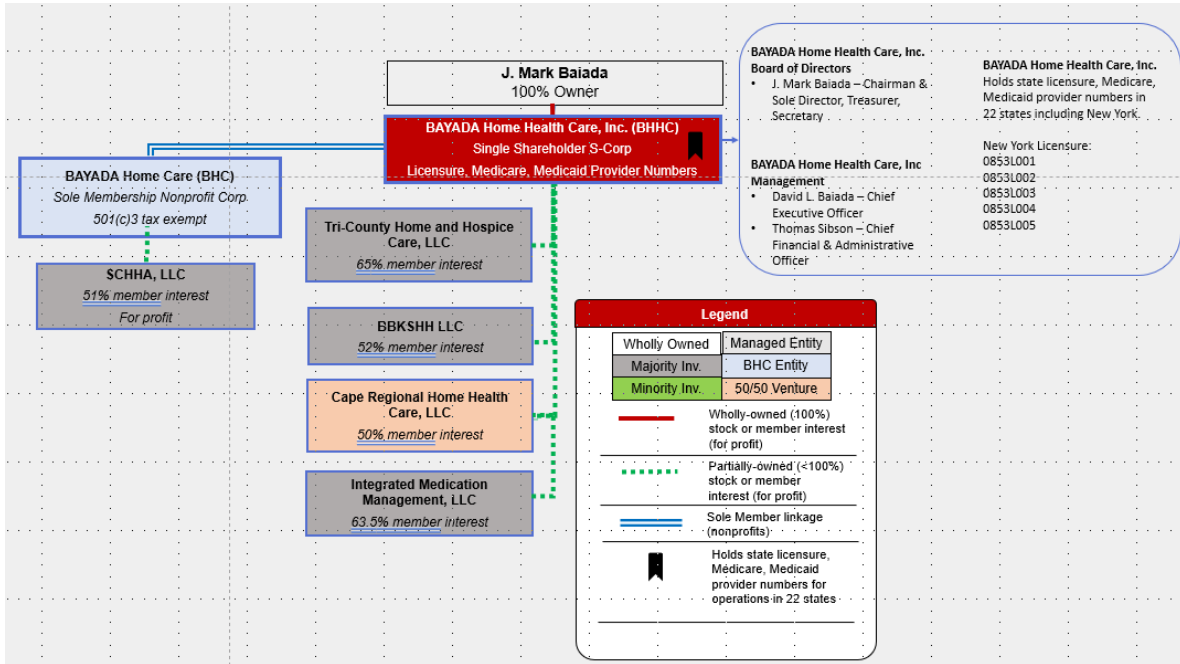 J. Mark Baiada
100% Owner
BAYADA Home Health Care, Inc. (BHHC)
Single Shareholder S-Corp
Licensure, Medicare, Medicaid Provider Numbers
BAYADA Home Care (BHC)
Sole Membership Nonprofit Corp
501(c)3 tax exempt
SCHHA, LLC
51% member interest
For profit
Tri-County Home and Hospice
Care, LLC
65% member interest
BBKSHH LLC
52% member interest
Cape Regional Home Health
Care, LLC
50% member interest
Integrated Medication
Management, LLC
63.5% member interest
BAYADA Home Health Care, Inc.
Board of Directors
• J. Mark Baiada – Chairman &
Sole Director, Treasurer,
Secretary
BAYADA Home Health Care, Inc
Management
• David L. Baiada – Chief
Executive Officer
• Thomas Sibson – Chief
Financial & Administrative
Officer
BAYADA Home Health Care, Inc.
Holds state licensure, Medicare,
Medicaid provider numbers in
22 states including New York.
New York Licensure:
0853L001
0853L002
0853L003
0853L004
0853L005
Legend
Wholly Owned
Managed Entity
Majority Inv.
BHC Entity
Minority Inv.
50/50 Venture
Wholly-owned (100%)
stock or member interest
(for profit)
Partially-owned (<100%)
stock or member
interest (for profit)
Sole Member linkage
(nonprofits)
Holds state licensure,
Medicare, Medicaid
provider numbers for
operations in 22 states